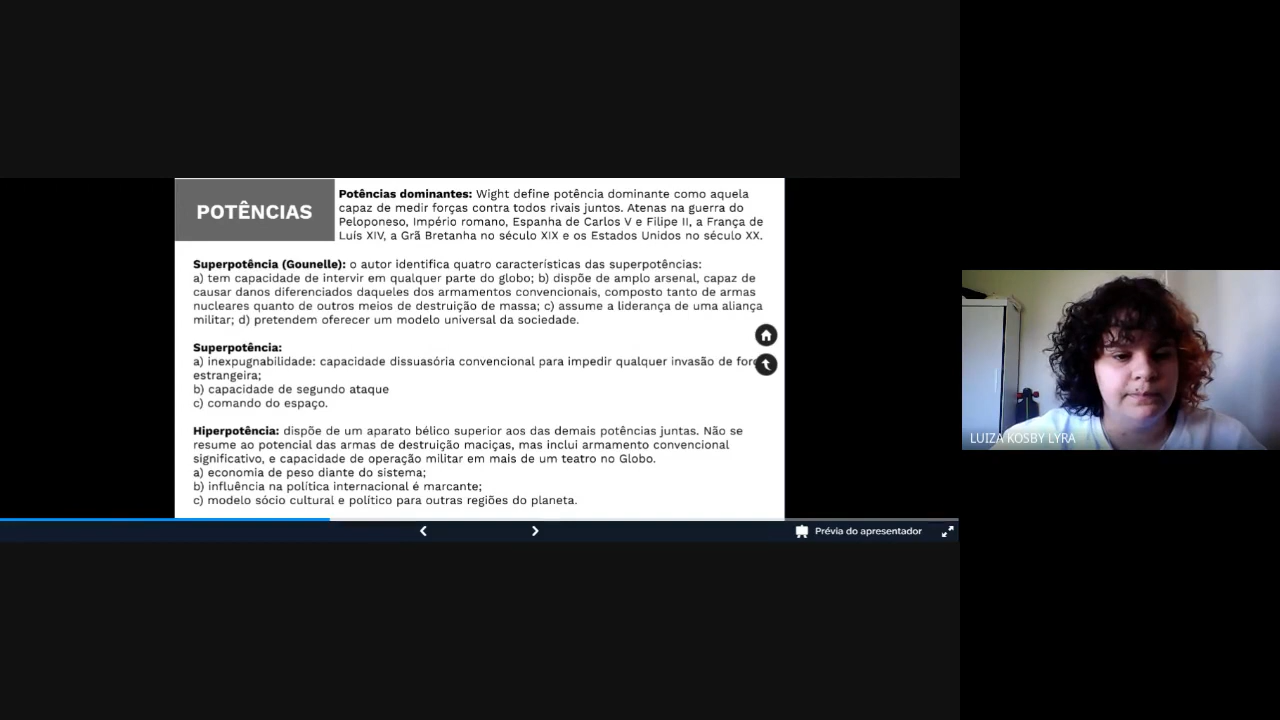 POTÊNCIAS
Potências dominantes: Wight define potência dominante como aquela
capaz de medir forças contra todos rivais juntos. Atenas na guerra do
Peloponeso, Império romano, Espanha de Carlos V e Filipe II, a França de
Luís XIV, a Grã Bretanha no século XIX e os Estados Unidos no século XX.
Superpotência (Gounelle): o autor identifica quatro características das superpotências:
a) tem capacidade de intervir em qualquer parte do globo; b) dispõe de amplo arsenal, capaz de
causar danos diferenciados daqueles dos armamentos convencionais, composto tanto de armas
nucleares quanto de outros meios de destruição de massa; c) assume a liderança de uma aliança
militar; d) pretendem oferecer um modelo universal da sociedade.
Superpotência:
a) inexpugnabilidade: capacidade dissuasória convencional para impedir qualquer invasão de
estrangeira;
b) capacidade de segundo ataque
c) comando do espaço.
Hiperpotência: dispõe de um aparato bélico superior aos das demais potências juntas. Não se
resume ao potencial das armas de destruição maciças, mas inclui armamento convencional
significativo, e capacidade de operação militar em mais de um teatro no Globo.
a) economia de peso diante do sistema;
b) influência na política internacional é marcante;
c) modelo sócio cultural e político para outras regiões do planeta.
Prévia do apresentador
LUIZA KOSBY LYRA